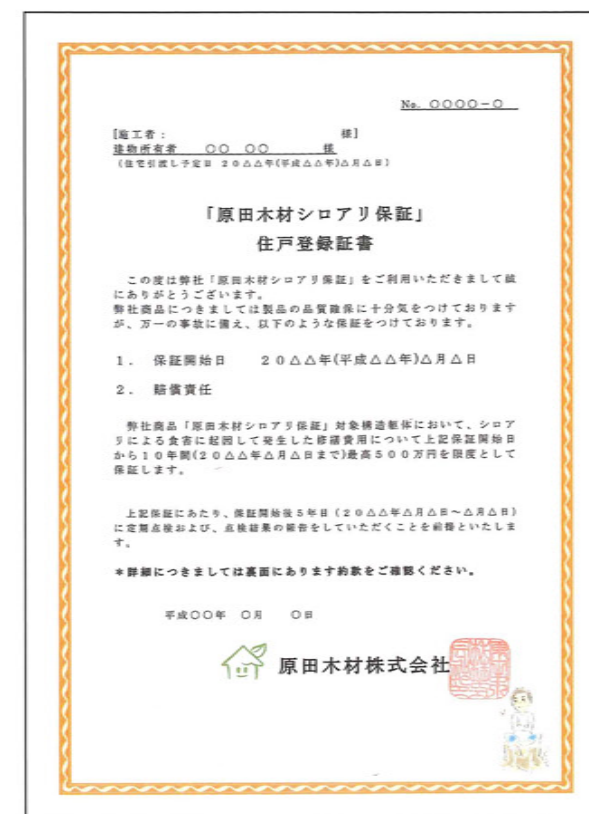 No. 〇〇〇〇-〇
[施工者： 様]
建物所有者 〇〇 〇〇 様
(住宅引渡し予定日 20△△年(平成△△年)△月△日)
「原田木材シロアリ保証」
住戸登録証書
この度は弊社「原田木材シロアリ保証」をご利用いただきまして誠
にありがとうございます。
弊社商品につきましては製品の品質確保に十分気をつけております
が、万一の事故に備え、以下のような保証をつけております。
1． 保証開始日 20△△年(平成△△年)△月△日
2． 賠償責任
弊社商品「原田木材シロアリ保証」対象構造躯体において、シロア
リによる食害に起因して発生した修繕費用について上記保証開始日
から10年間(20△△年△月△日まで)最高500万円を限度として
保証します。
上記保証にあたり、保証開始後5年目(20△△年△月△日～△月△日)
に定期点検および、点検結果の報告をしていただくことを前提といたしま
す。
＊詳細につきましては裏面にあります約款をご確認ください。
平成〇〇年 〇月 〇日
原田木材株式会社